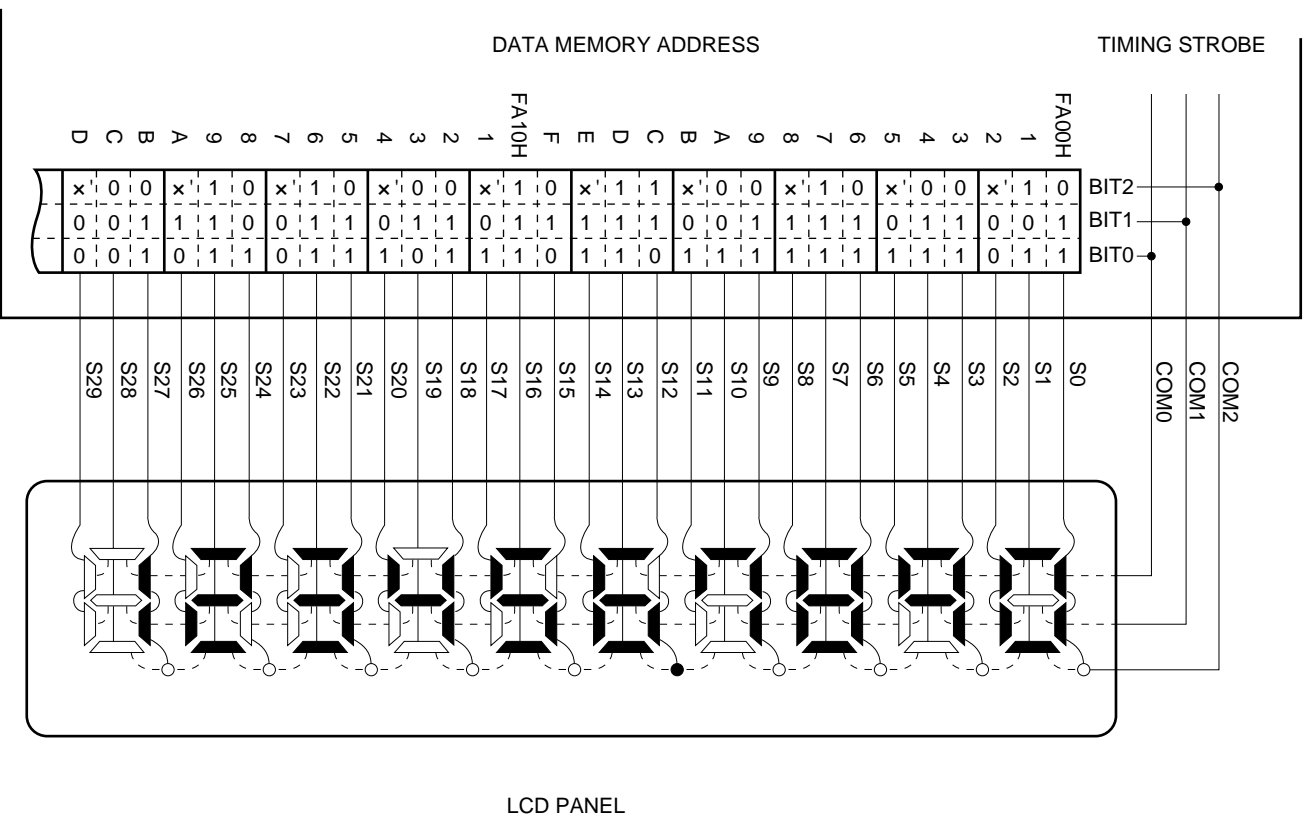 DATA MEMORY ADDRESS
TIMING STROBE
D C B A 9 8 7 6 5 4 3 2 1 FA10H F E D C B A 9 8 7 6 5 4 3 2 1 FA00H
×' 0 0 ×' 1 0 ×' 1 0 ×' 0 0 ×' 1 0 ×' 1 1 ×' 0 0 ×' 1 0 ×' 0 0 ×' 1 0 BIT2
0 0 1 1 1 0 0 1 1 0 1 1 0 1 1 1 1 1 0 0 1 1 1 1 0 1 1 0 0 1 BIT1
0 0 1 0 1 1 0 1 1 1 0 1 1 1 0 1 1 0 1 1 1 1 1 1 1 1 1 0 1 1 BIT0
S29 S28 S27 S26 S25 S24 S23 S22 S21 S20 S19 S18 S17 S16 S15 S14 S13 S12 S11 S10 S9 S8 S7 S6 S5 S4 S3 S2 S1 S0 COM0 COM1 COM2
LCD PANEL